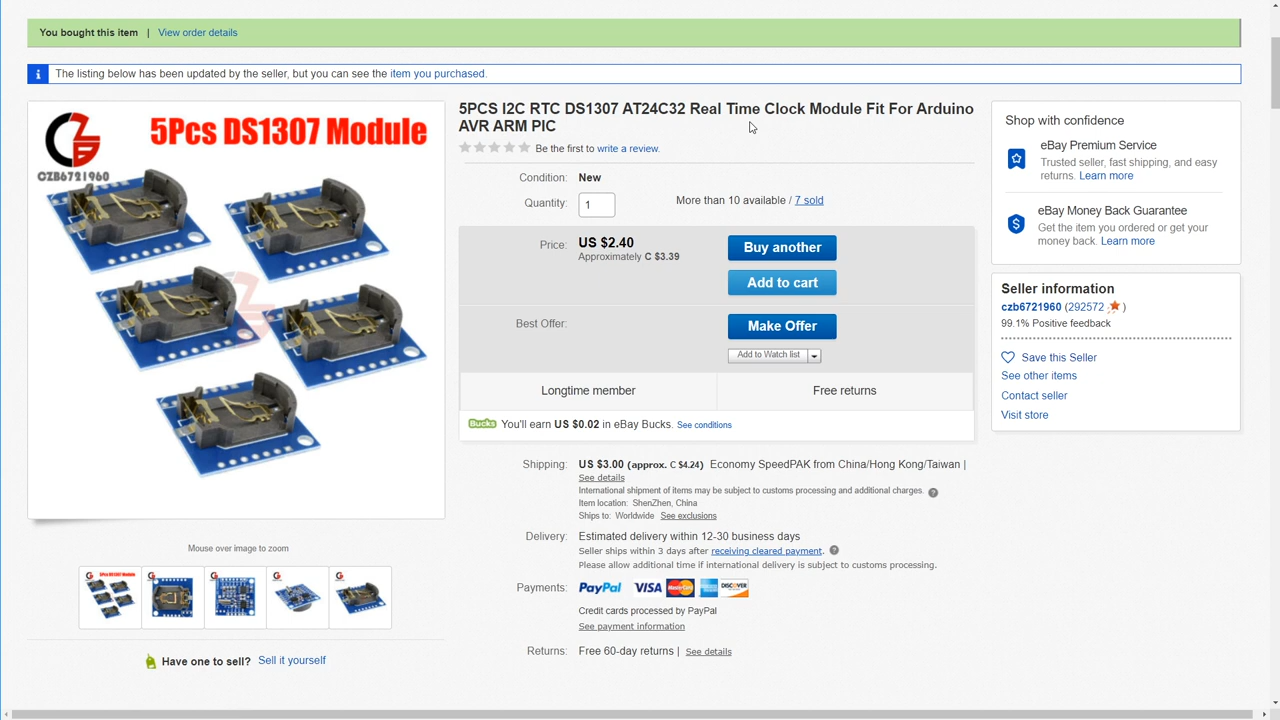 You bought this item | View order details
The listing below has been updated by the seller, but you can see the item you purchased.
5Pcs DS1307 Module
CZB6721960
Mouse over image to zoom
5Pcs DS1307 Module
Have one to sell? Sell it yourself
5PCS I2C RTC DS1307 AT24C32 Real Time Clock Module Fit For Arduino
AVR ARM PIC
Be the first to write a review.
Condition: New
Quantity: 1 More than 10 available / 7 sold
Price: US $2.40
Approximately C $3.39
Buy another
Add to cart
Best Offer:
Make Offer
Add to Watch list
Longtime member Free returns
Bucks You'll earn US $0.02 in eBay Bucks. See conditions
Shipping: US $3.00 (approx. C $4.24) Economy SpeedPAK from China/Hong Kong/Taiwan |
See details
International shipment of items may be subject to customs processing and additional charges. ?
Item location: ShenZhen, China
Ships to: Worldwide See exclusions
Delivery: Estimated delivery within 12-30 business days
Seller ships within 3 days after receiving cleared payment. ?
Please allow additional time if international delivery is subject to customs processing.
Payments: PayPal VISA MasterCard DISCOVER
Credit cards processed by PayPal
See payment information
Returns: Free 60-day returns | See details
Shop with confidence
eBay Premium Service
Trusted seller, fast shipping, and easy
returns. Learn more
eBay Money Back Guarantee
Get the item you ordered or get your
money back. Learn more
Seller information
czb6721960 (292572 )
99.1% Positive feedback
Save this Seller
See other items
Contact seller
Visit store